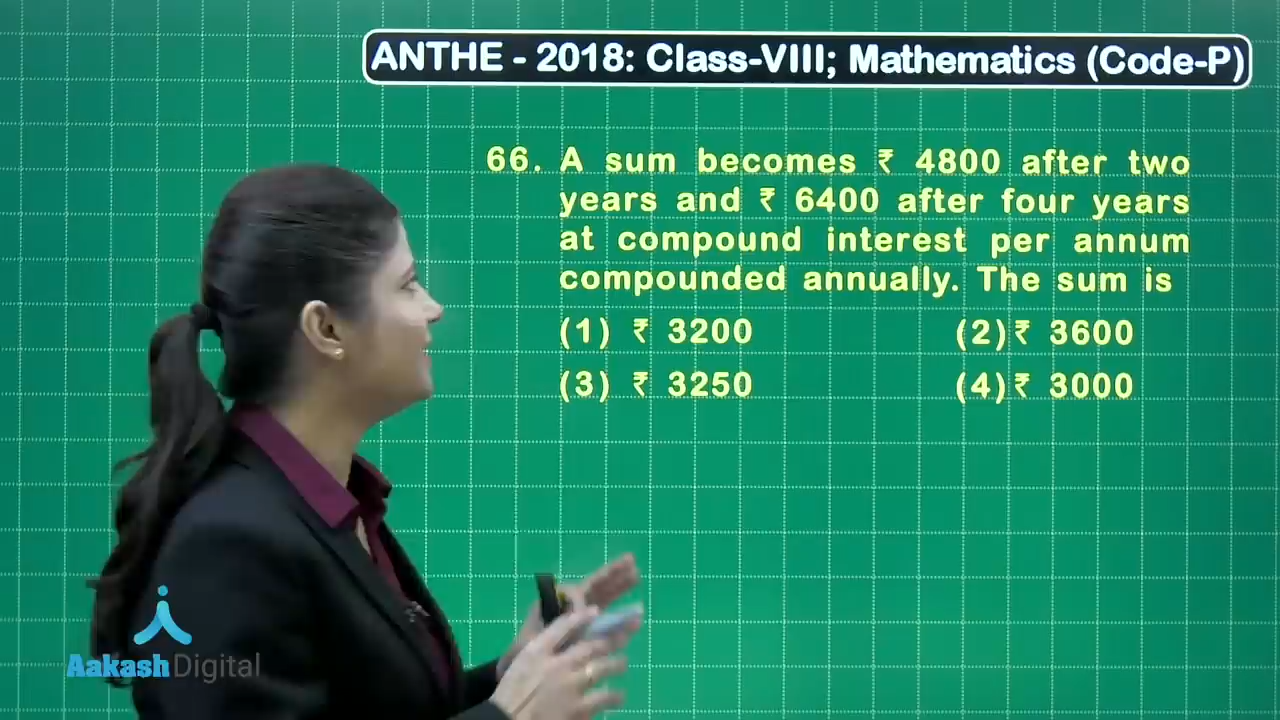 ANTHE - 2018: Class-VIII; Mathematics (Code-P)
66. A sum becomes ₹ 4800 after two
years and ₹ 6400 after four years
at compound interest per annum
compounded annually. The sum is
(1) ₹ 3200 (2) ₹ 3600
(3) ₹ 3250 (4) ₹ 3000
Aakash Digital